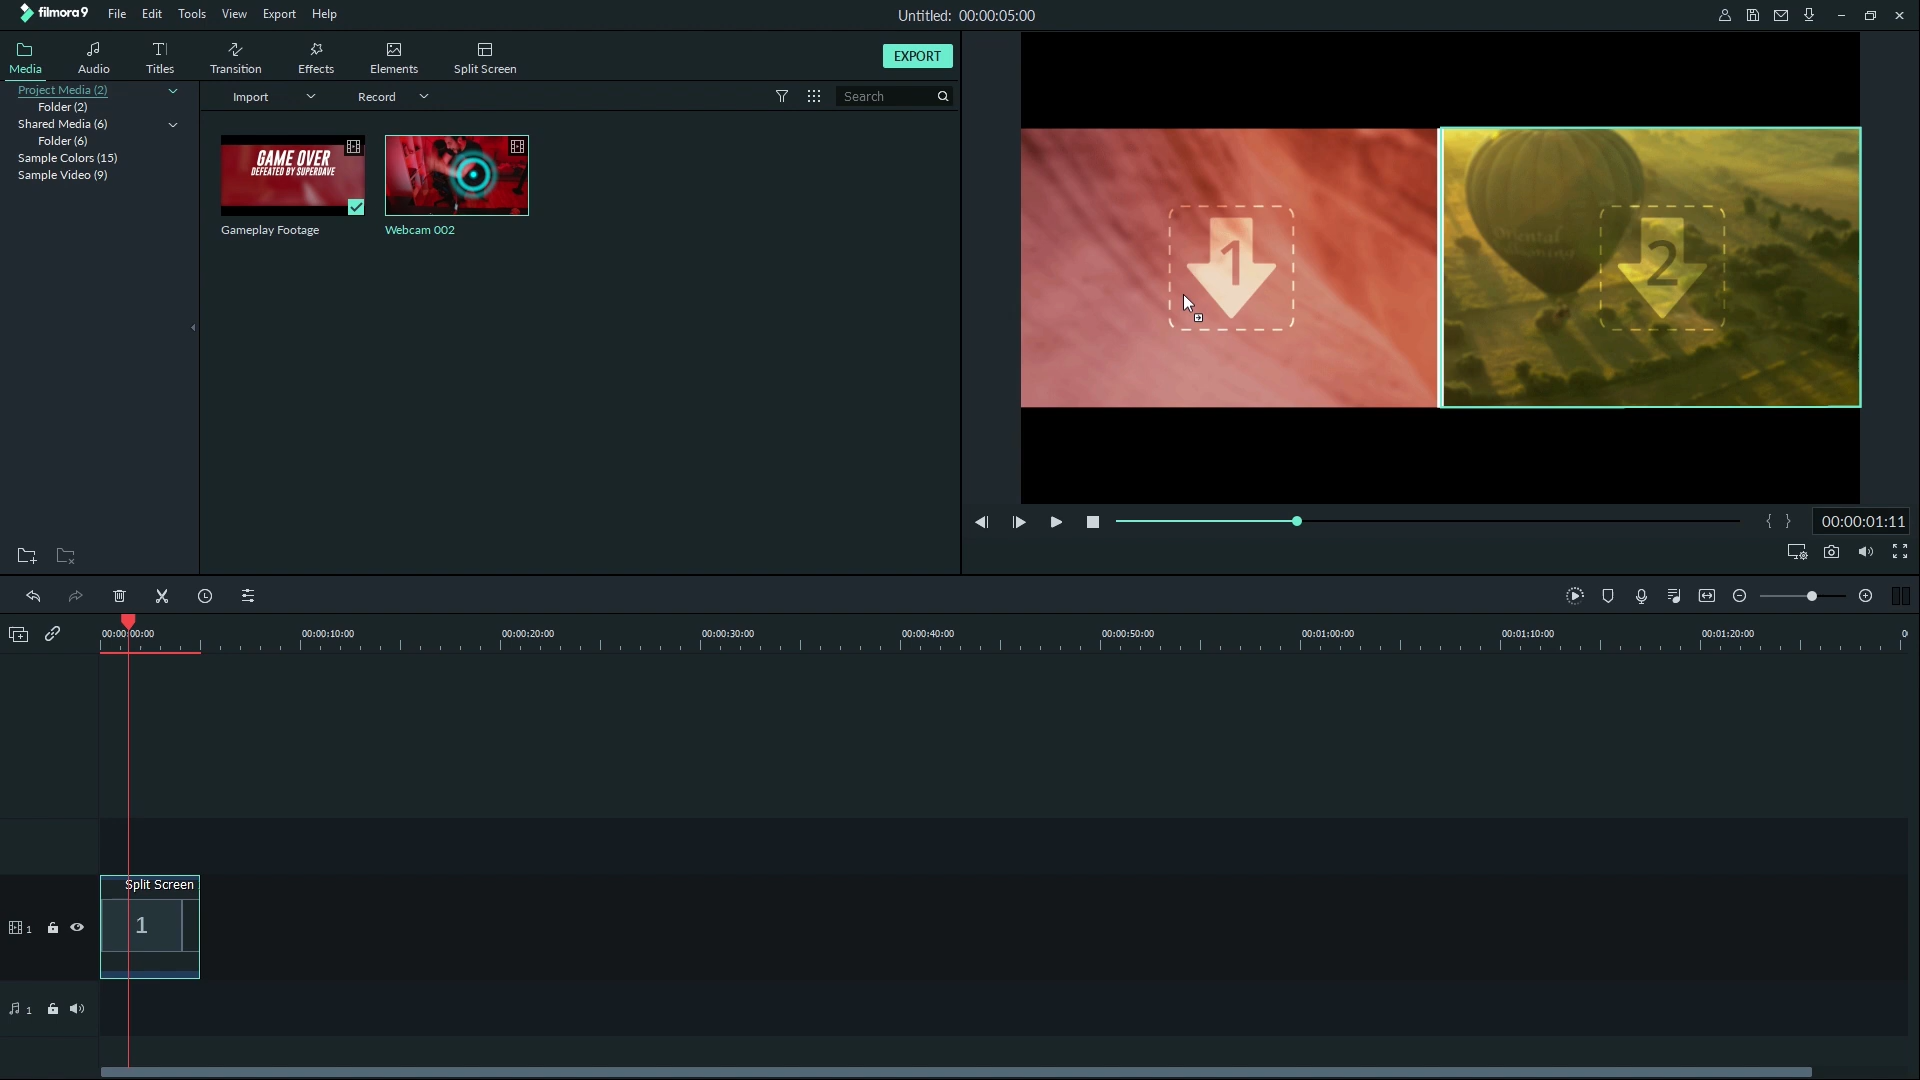 filmora9 File Edit Tools View Export Help Untitled: 00:00:05:00
Media Audio Titles Transition Effects Elements Split Screen EXPORT
Project Media (2)
Folder (2)
Shared Media (6)
Folder (6)
Sample Colors (15)
Sample Video (9)
Import Record Search
GAME OVER
DEFEATED BY SUPERDAVE
Gameplay Footage Webcam 002
1 2
00:00:01:11
00:00:00:00 00:00:10:00 00:00:20:00 00:00:30:00 00:00:40:00 00:00:50:00 00:01:00:00 00:01:10:00 00:01:20:00 0
Split Screen
1 1
1